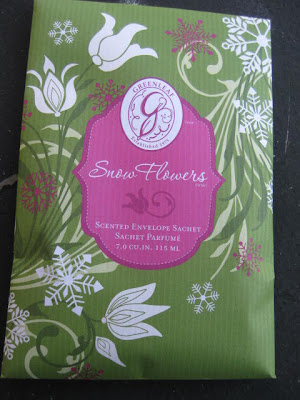 GREENLEAF
G
Snow Flowers
SCENTED ENVELOPE SACHET
SACHET PARFUMÉ
7.0 CU.IN. 115 ML